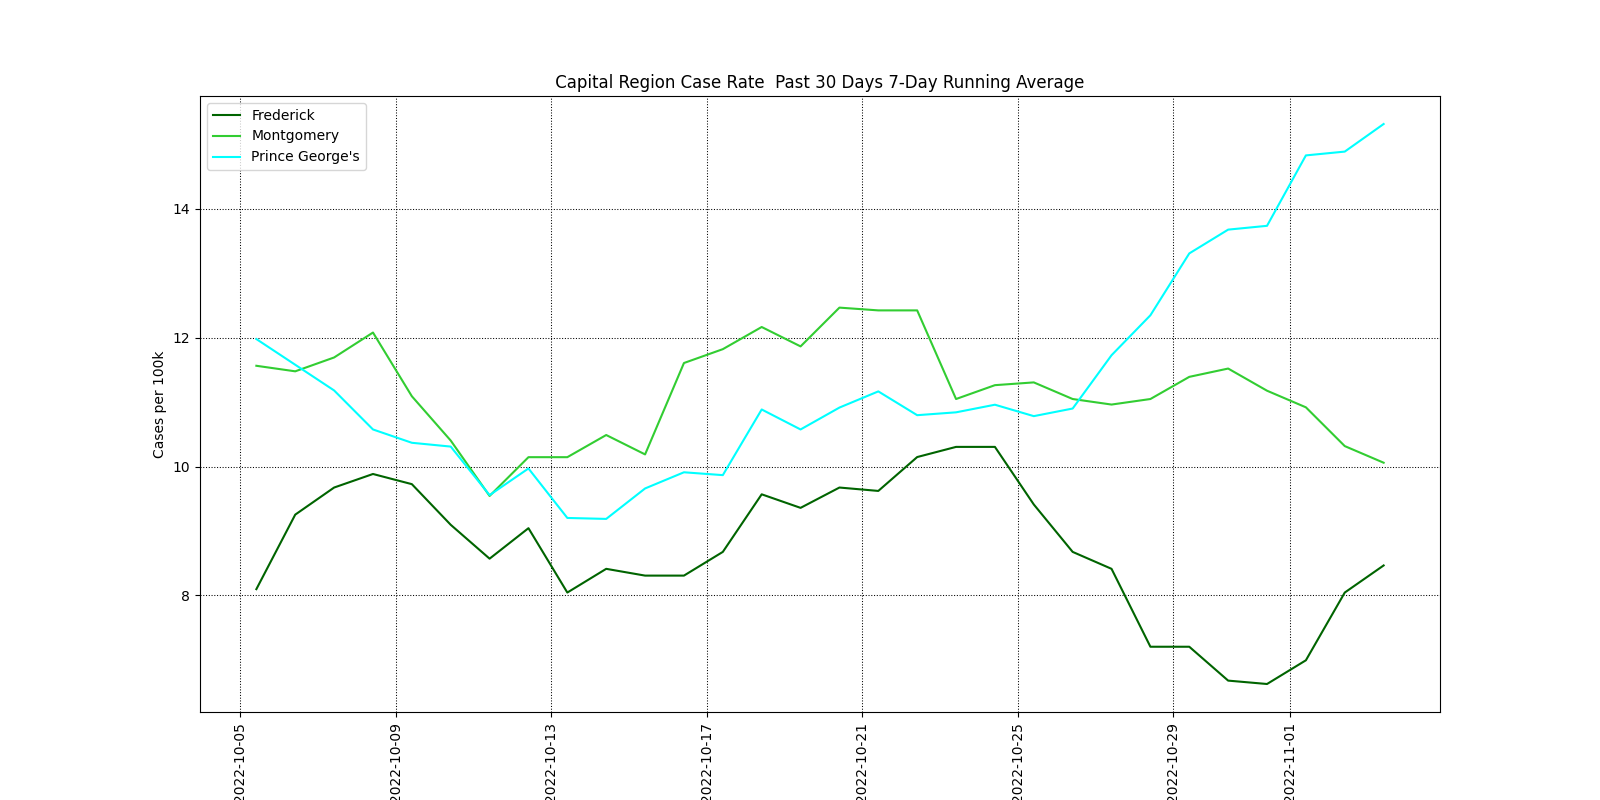 Capital Region Case Rate  Past 30 Days 7-Day Running Average
Frederick
Montgomery
Prince George's
Cases per 100k
14
12
10
8
2022-10-05
2022-10-09
2022-10-13
2022-10-17
2022-10-21
2022-10-25
2022-10-29
2022-11-01